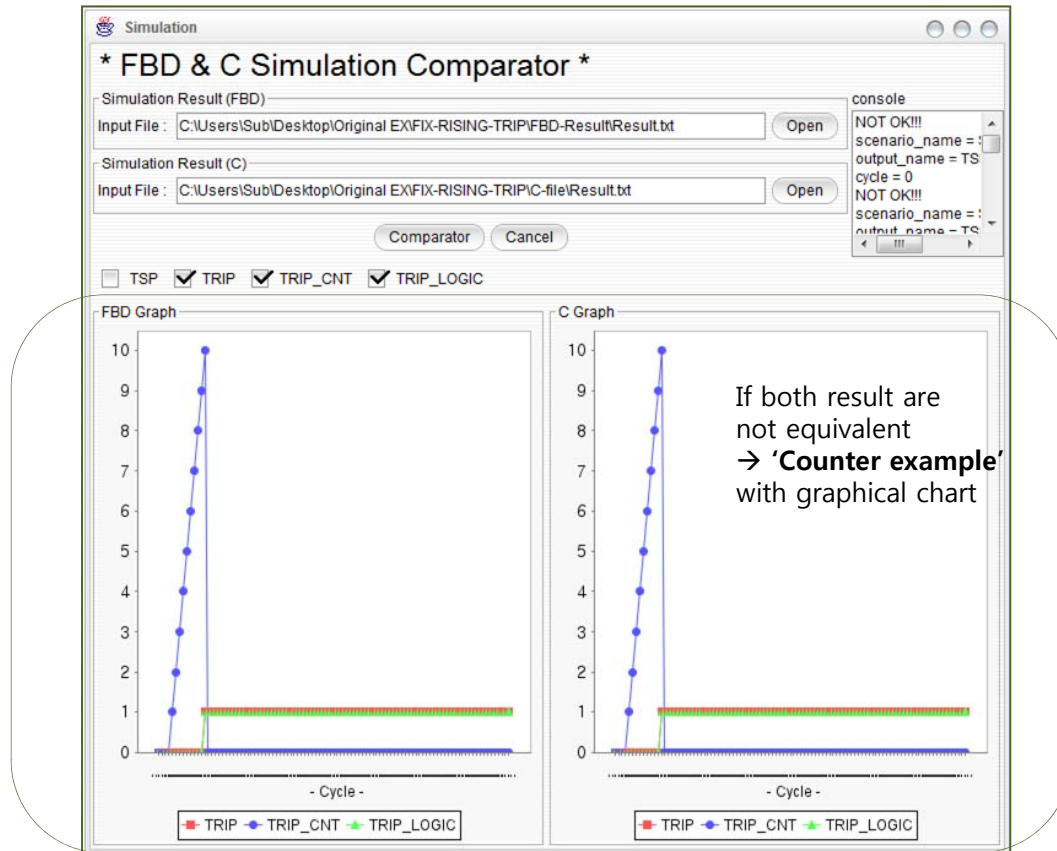 Simulation
* FBD & C Simulation Comparator *
Simulation Result (FBD)
Input File : C:\Users\Sub\Desktop\Original EX\FIX-RISING-TRIP\FBD-Result\Result.txt Open
Simulation Result (C)
Input File : C:\Users\Sub\Desktop\Original EX\FIX-RISING-TRIP\C-file\Result.txt Open
console
NOT OK!!!
scenario_name =
output_name = TS
cycle = 0
NOT OK!!!
scenario_name =
output_name = TS
Comparator Cancel
TSP TRIP TRIP_CNT TRIP_LOGIC
FBD Graph
10
9
8
7
6
5
4
3
2
1
0
- Cycle -
TRIP TRIP_CNT TRIP_LOGIC
C Graph
10
9
8
7
6
5
4
3
2
1
0
- Cycle -
TRIP TRIP_CNT TRIP_LOGIC
If both result are
not equivalent
→ ‘Counter example’
with graphical chart